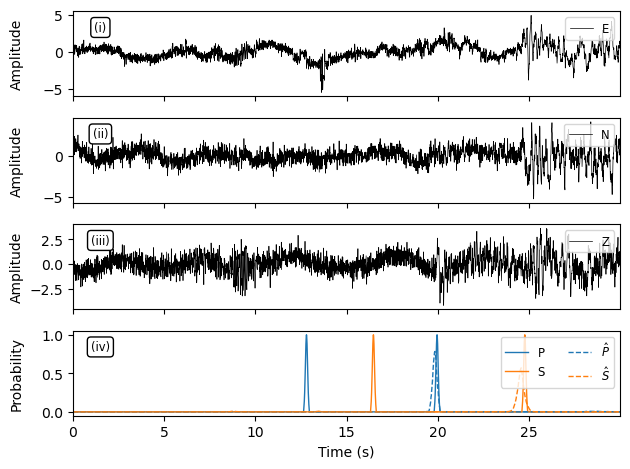 5
0
−5
Amplitude
(i)
E
0
−5
Amplitude
(ii)
N
2.5
0.0
−2.5
Amplitude
(iii)
Z
1.0
0.5
0.0
Probability
(iv)
P
S
P̂
Ŝ
0 5 10 15 20 25
Time (s)